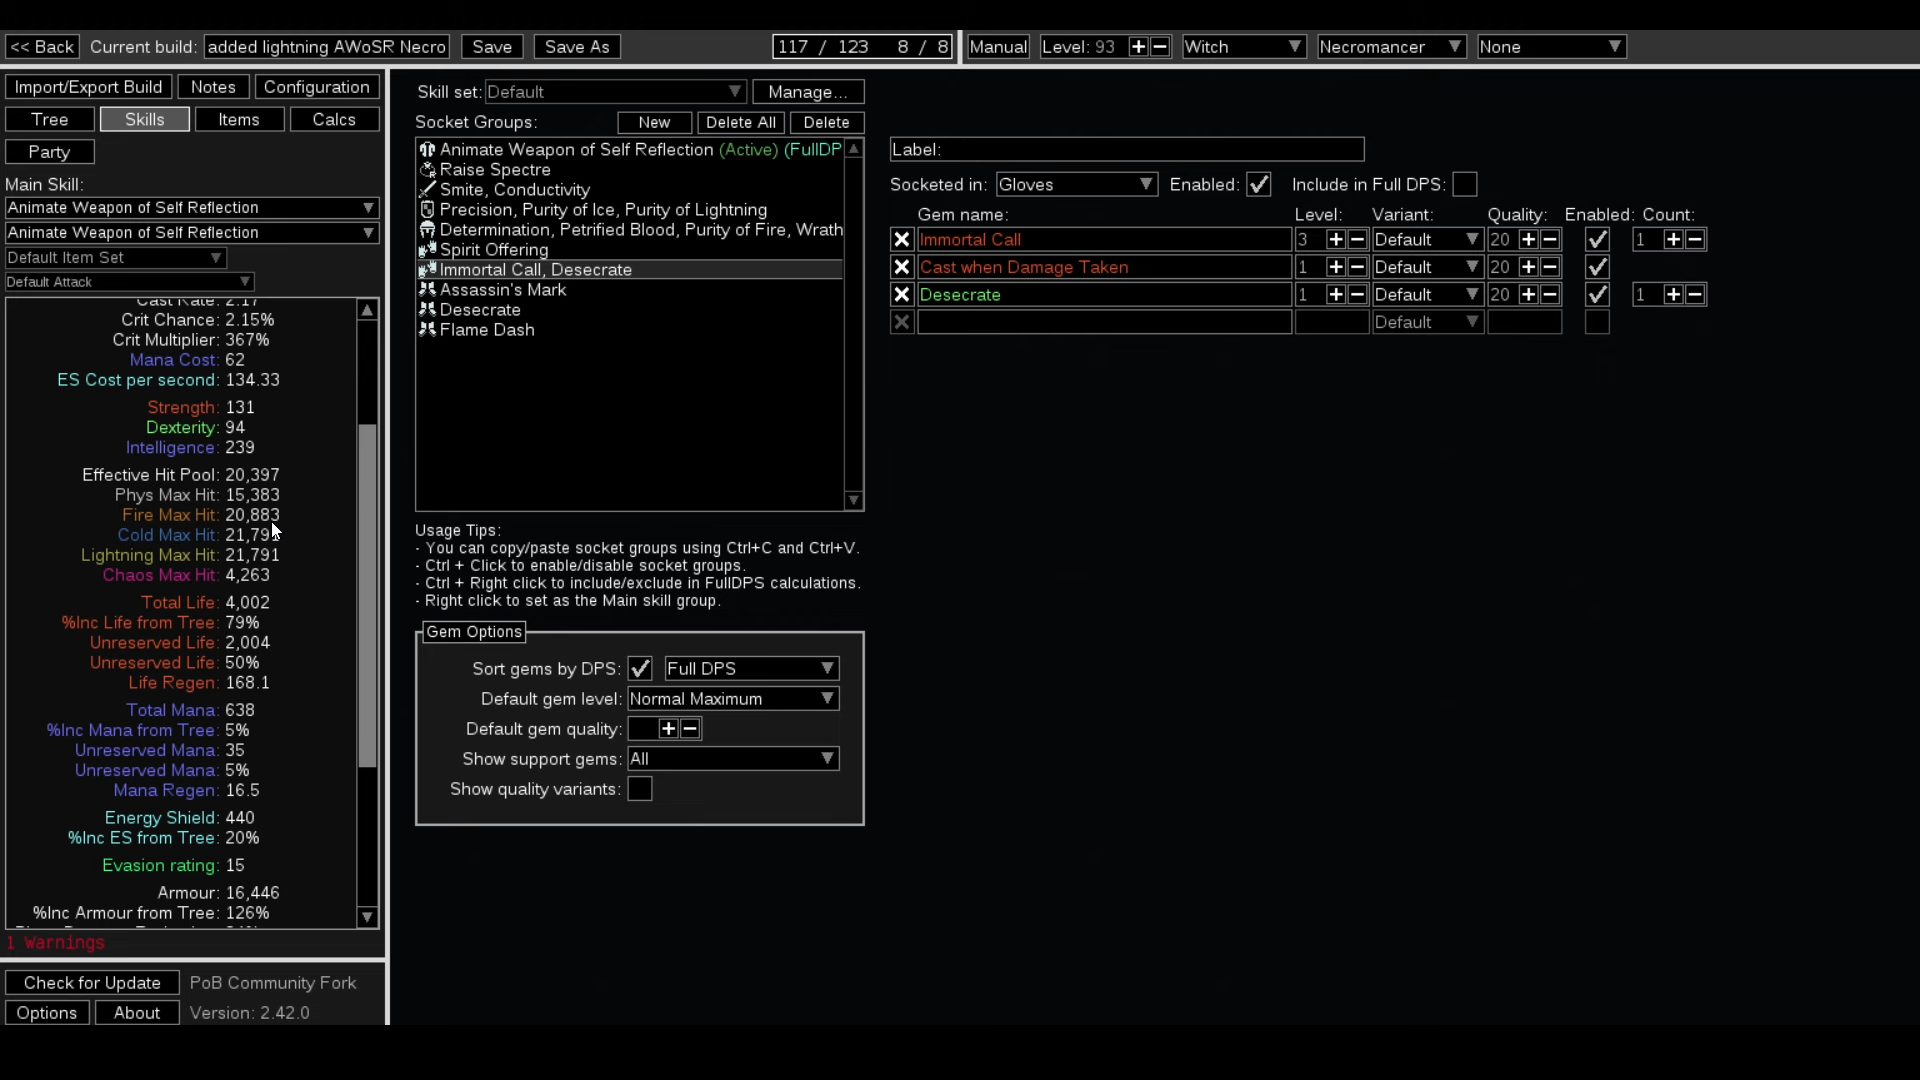 << Back Current build: added lightning AWoSR Necro Save Save As 117 / 123 8 / 8 Manual Level: 93 + - Witch Necromancer None
Import/Export Build Notes Configuration
Tree Skills Items Calcs
Party
Main Skill:
Animate Weapon of Self Reflection
Animate Weapon of Self Reflection
Default Item Set
Default Attack
Cast Rate: 2.17
Crit Chance: 2.15%
Crit Multiplier: 367%
Mana Cost: 62
ES Cost per second: 134.33
Strength: 131
Dexterity: 94
Intelligence: 239
Effective Hit Pool: 20,397
Phys Max Hit: 15,383
Fire Max Hit: 20,883
Cold Max Hit: 21,791
Lightning Max Hit: 21,791
Chaos Max Hit: 4,263
Total Life: 4,002
%Inc Life from Tree: 79%
Unreserved Life: 2,004
Unreserved Life: 50%
Life Regen: 168.1
Total Mana: 638
%Inc Mana from Tree: 5%
Unreserved Mana: 35
Unreserved Mana: 5%
Mana Regen: 16.5
Energy Shield: 440
%Inc ES from Tree: 20%
Evasion rating: 15
Armour: 16,446
%Inc Armour from Tree: 126%
1 Warnings
Check for Update PoB Community Fork
Options About Version: 2.42.0
Skill set: Default Manage...
Socket Groups: New Delete All Delete
Animate Weapon of Self Reflection (Active) (FullDP
Raise Spectre
Smite, Conductivity
Precision, Purity of Ice, Purity of Lightning
Determination, Petrified Blood, Purity of Fire, Wrath
Spirit Offering
Immortal Call, Desecrate
Assassin's Mark
Desecrate
Flame Dash
Usage Tips:
- You can copy/paste socket groups using Ctrl+C and Ctrl+V.
- Ctrl + Click to enable/disable socket groups.
- Ctrl + Right click to include/exclude in FullDPS calculations.
- Right click to set as the Main skill group.
Gem Options
Sort gems by DPS: Full DPS
Default gem level: Normal Maximum
Default gem quality: + -
Show support gems: All
Show quality variants:
Label:
Socketed in: Gloves Enabled: Include in Full DPS:
Gem name: Level: Variant: Quality: Enabled: Count:
Immortal Call 3 + - Default 20 + - 1 + -
Cast when Damage Taken 1 + - Default 20 + -
Desecrate 1 + - Default 20 + - 1 + -
Default